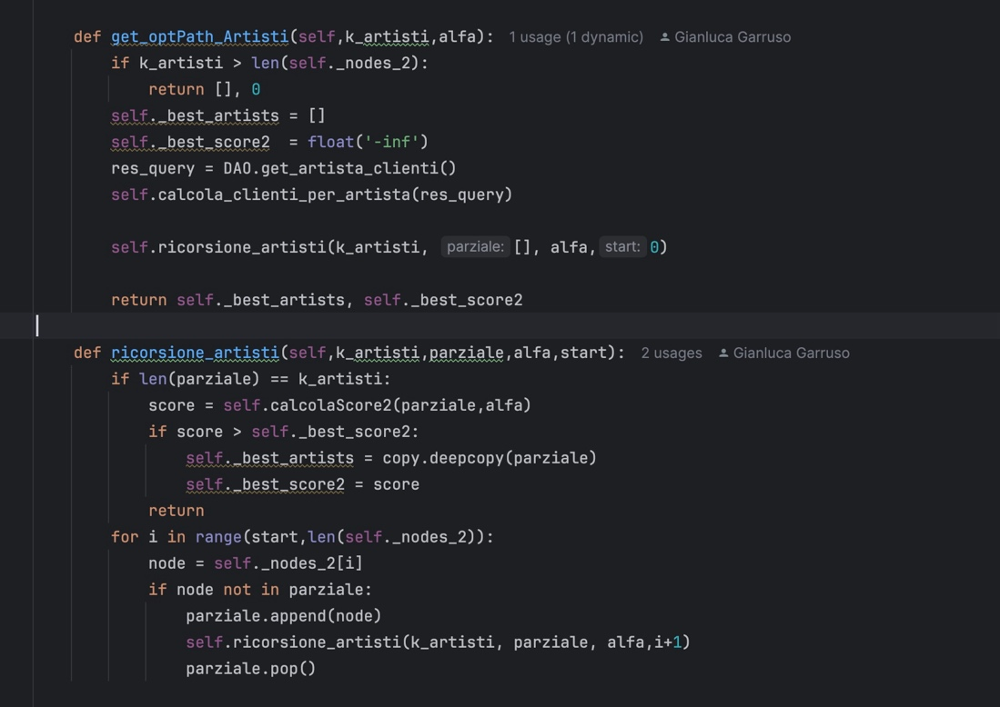 def get_optPath_Artisti(self,k_artisti,alfa): 1 usage (1 dynamic) Gianluca Garruso
if k_artisti > len(self._nodes_2):
return [], 0
self._best_artists = []
self._best_score2  = float('-inf')
res_query = DAO.get_artista_clienti()
self.calcola_clienti_per_artista(res_query)
self.ricorsione_artisti(k_artisti, parziale: [], alfa, start: 0)
return self._best_artists, self._best_score2
def ricorsione_artisti(self,k_artisti,parziale,alfa,start): 2 usages Gianluca Garruso
if len(parziale) == k_artisti:
score = self.calcolaScore2(parziale,alfa)
if score > self._best_score2:
self._best_artists = copy.deepcopy(parziale)
self._best_score2 = score
return
for i in range(start,len(self._nodes_2)):
node = self._nodes_2[i]
if node not in parziale:
parziale.append(node)
self.ricorsione_artisti(k_artisti, parziale, alfa,i+1)
parziale.pop()